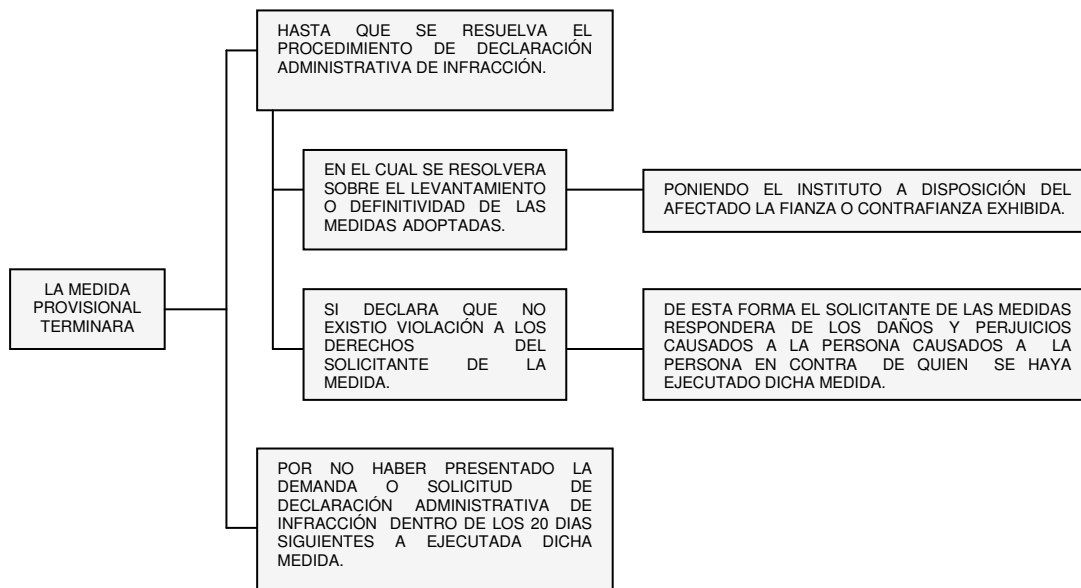 HASTA QUE SE RESUELVA EL
PROCEDIMIENTO DE DECLARACIÓN
ADMINISTRATIVA DE INFRACCIÓN.
EN EL CUAL SE RESOLVERA
SOBRE EL LEVANTAMIENTO
O DEFINITIVIDAD DE LAS
MEDIDAS ADOPTADAS.
PONIENDO EL INSTITUTO A DISPOSICIÓN DEL
AFECTADO LA FIANZA O CONTRAFIANZA EXHIBIDA.
LA MEDIDA
PROVISIONAL
TERMINARA
SI DECLARA QUE NO
EXISTIO VIOLACIÓN A LOS
DERECHOS DEL
SOLICITANTE DE LA
MEDIDA.
DE ESTA FORMA EL SOLICITANTE DE LAS MEDIDAS
RESPONDERA DE LOS DAÑOS Y PERJUICIOS
CAUSADOS A LA PERSONA CAUSADOS A LA
PERSONA EN CONTRA DE QUIEN SE HAYA
EJECUTADO DICHA MEDIDA.
POR NO HABER PRESENTADO LA
DEMANDA O SOLICITUD DE
DECLARACIÓN ADMINISTRATIVA DE
INFRACCIÓN DENTRO DE LOS 20 DIAS
SIGUIENTES A EJECUTADA DICHA
MEDIDA.